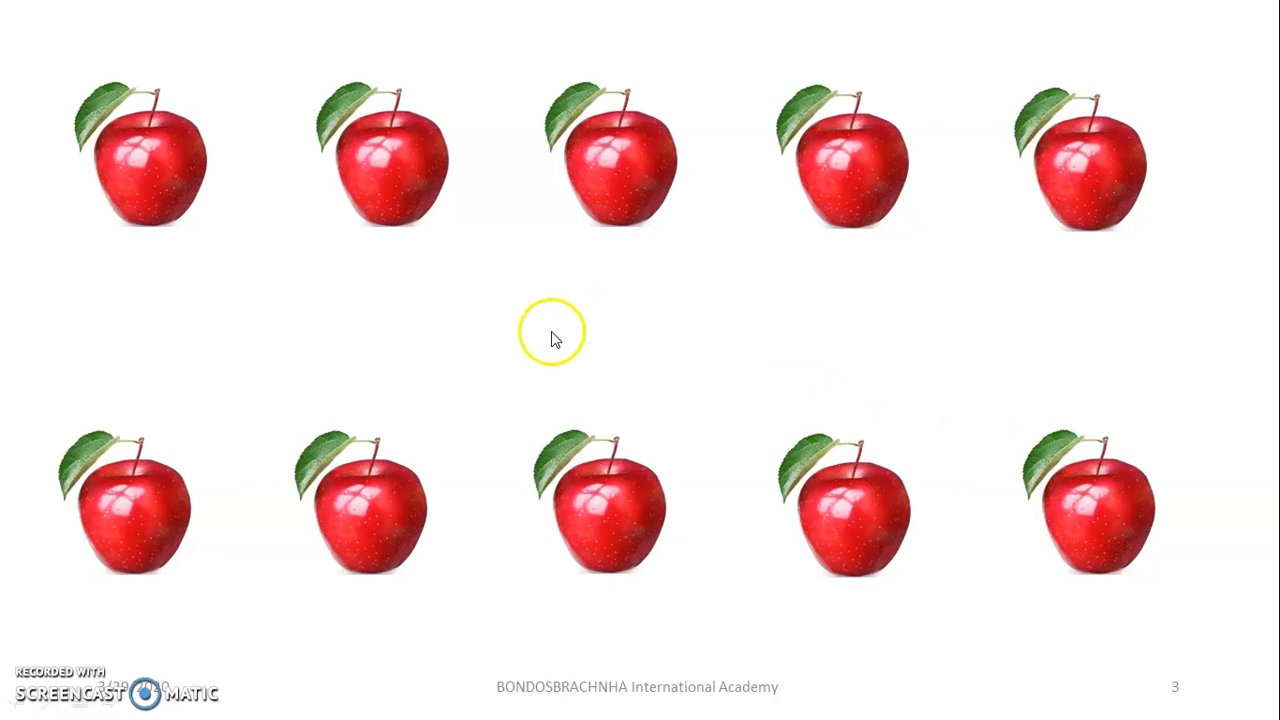 RECORDED WITH
SCREENCAST MATIC
BONDOSBRACHNHA International Academy
3